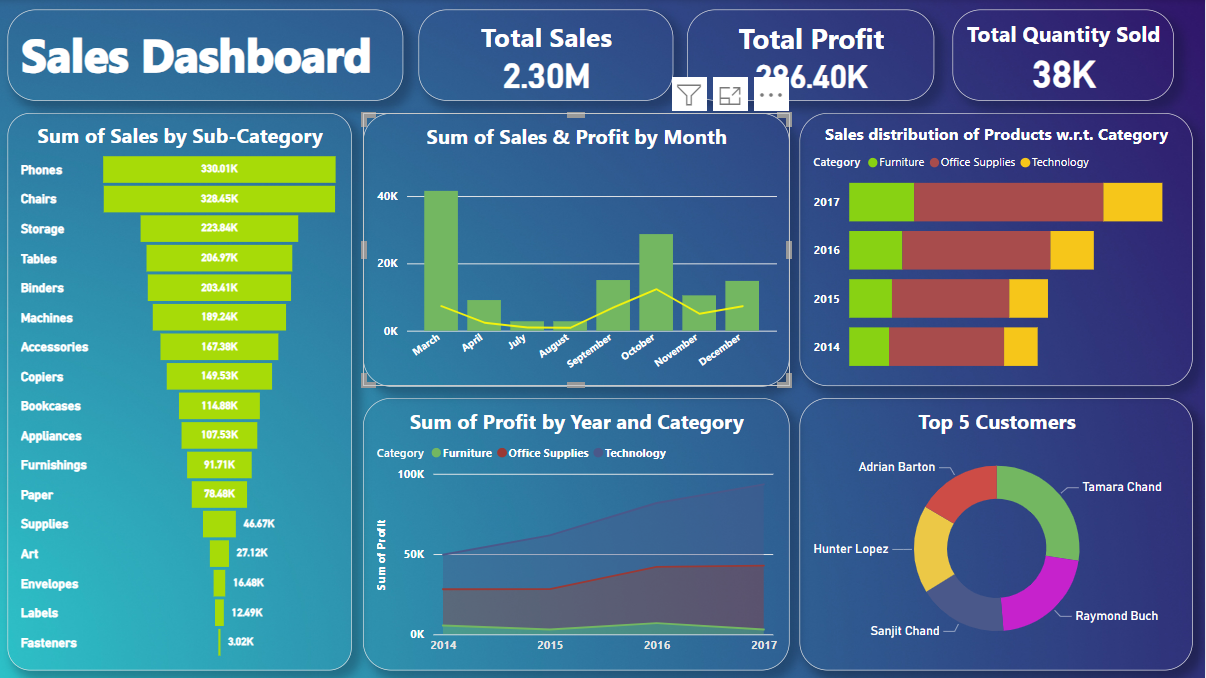 Sales Dashboard
Total Sales
2.30M
Total Profit
286.40K
Total Quantity Sold
38K
Sum of Sales by Sub-Category
Phones 330.01K
Chairs 328.45K
Storage 223.84K
Tables 206.97K
Binders 203.41K
Machines 189.24K
Accessories 167.38K
Copiers 149.53K
Bookcases 114.88K
Appliances 107.53K
Furnishings 91.71K
Paper 78.48K
Supplies 46.67K
Art 27.12K
Envelopes 16.48K
Labels 12.49K
Fasteners 3.02K
Sum of Sales & Profit by Month
40K
20K
0K
March April July August September October November December
Sales distribution of Products w.r.t. Category
Category Furniture Office Supplies Technology
2017
2016
2015
2014
Sum of Profit by Year and Category
Category Furniture Office Supplies Technology
100K
50K
0K
Sum of Profit
2014 2015 2016 2017
Top 5 Customers
Adrian Barton
Tamara Chand
Hunter Lopez
Raymond Buch
Sanjit Chand